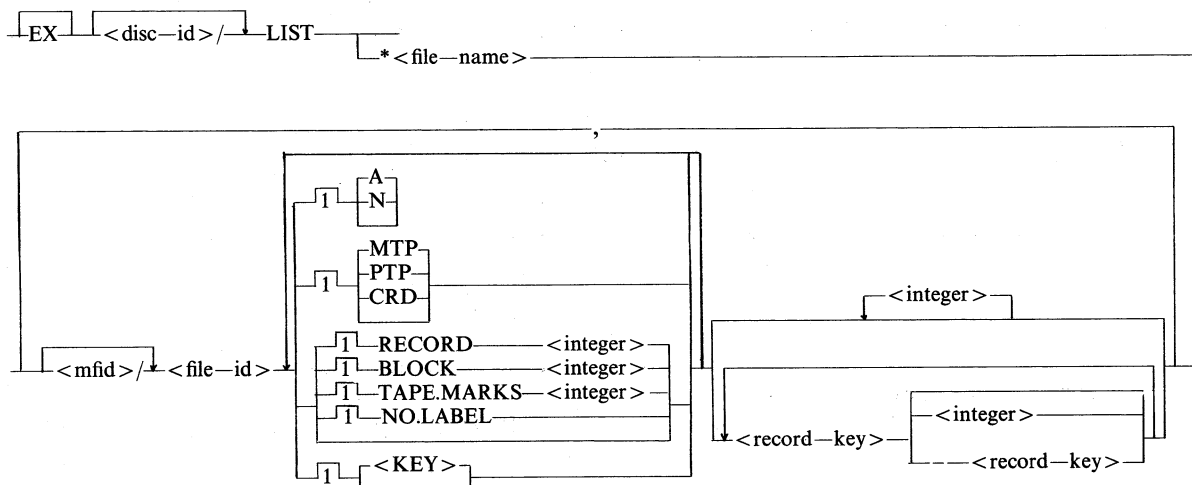 EX <disc-id>/ LIST
*<file-name>
,
1 A
N
1 MTP
PTP
CRD
<integer>
<mfid>/ <file-id>
1 RECORD <integer>
1 BLOCK <integer>
1 TAPE.MARKS <integer>
1 NO.LABEL
<record-key> <integer>
- <record-key>
1 <KEY>